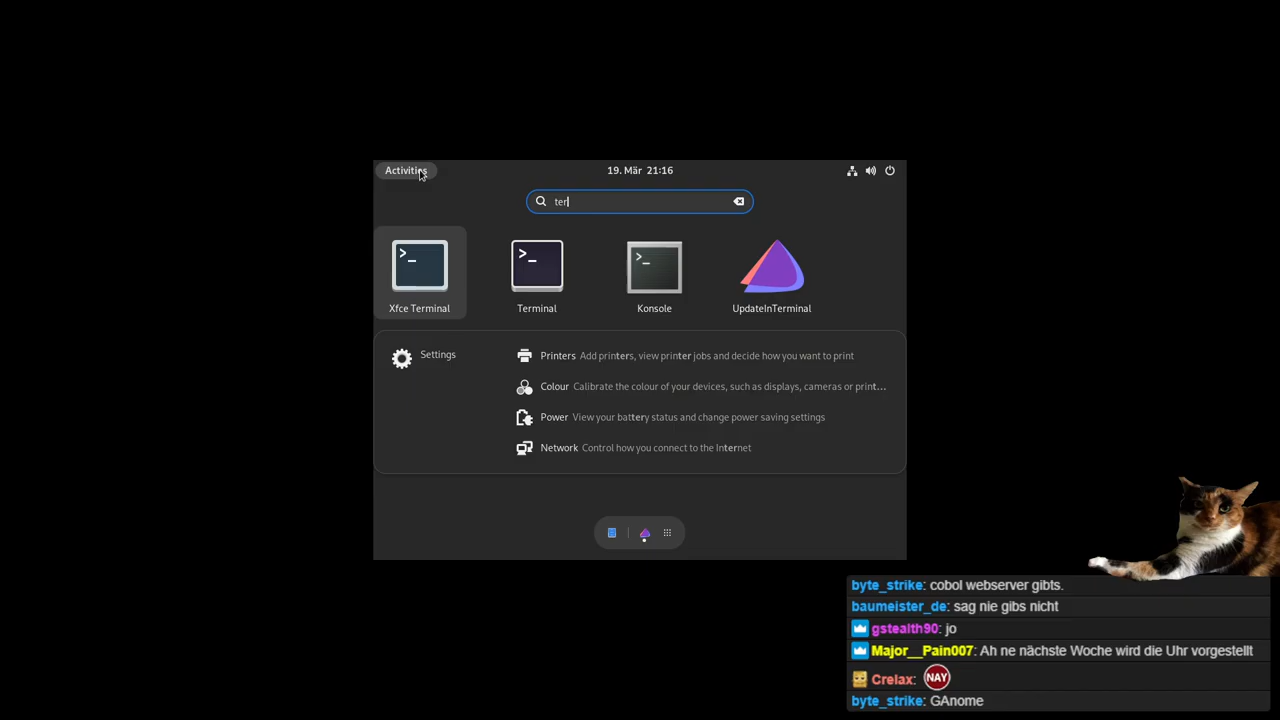 Activities
19. Mär 21:16
ter
>_
>_
>_
Xfce Terminal
Terminal
Konsole
UpdateInTerminal
Settings
Printers Add printers, view printer jobs and decide how you want to print
Colour Calibrate the colour of your devices, such as displays, cameras or print…
Power View your battery status and change power saving settings
Network Control how you connect to the Internet
byte_strike: cobol webserver gibts.
baumeister_de: sag nie gibs nicht
gstealth90: jo
Major__Pain007: Ah ne nächste Woche wird die Uhr vorgestellt
Crelax: NAY
byte_strike: GAnome